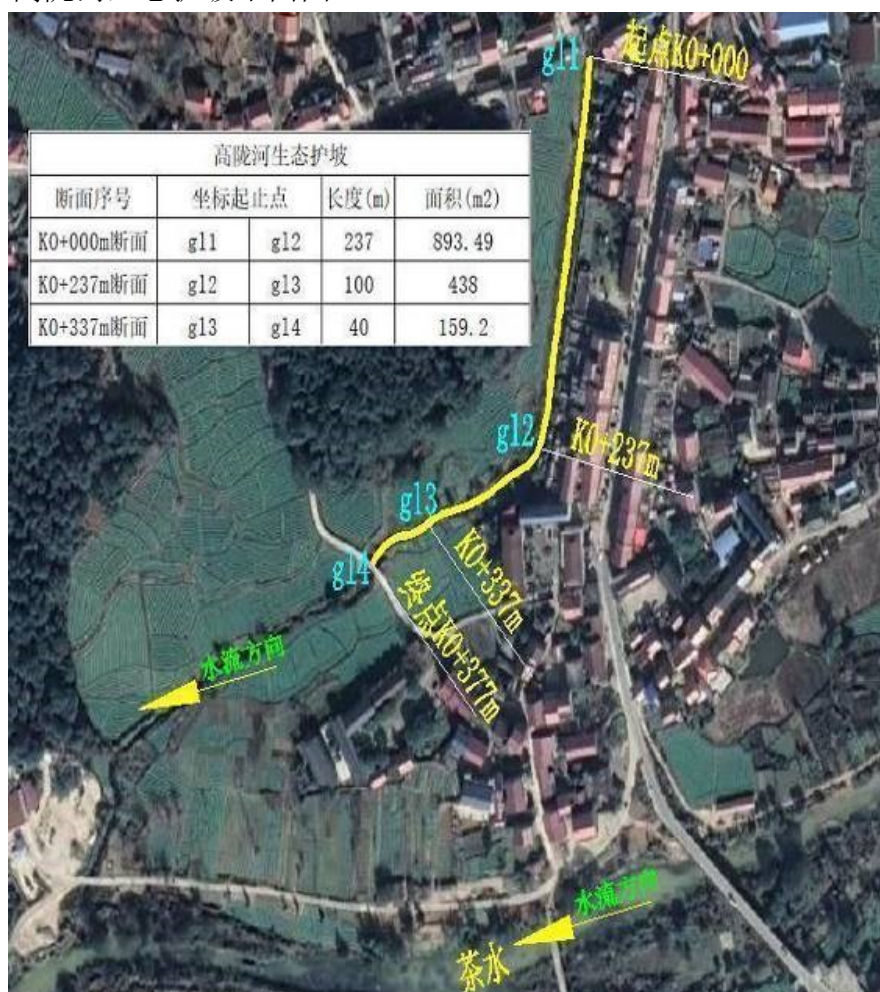 gl1
起点K0+000
高陇河生态护坡
断面序号 坐标起止点 长度(m) 面积(m2)
K0+000m断面 gl1 gl2 237 893.49
K0+237m断面 gl2 gl3 100 438
K0+337m断面 gl3 gl4 40 159.2
gl2
K0+237m
gl3
K0+337m
gl4
终点K0+377m
水流方向
水流方向
茶水